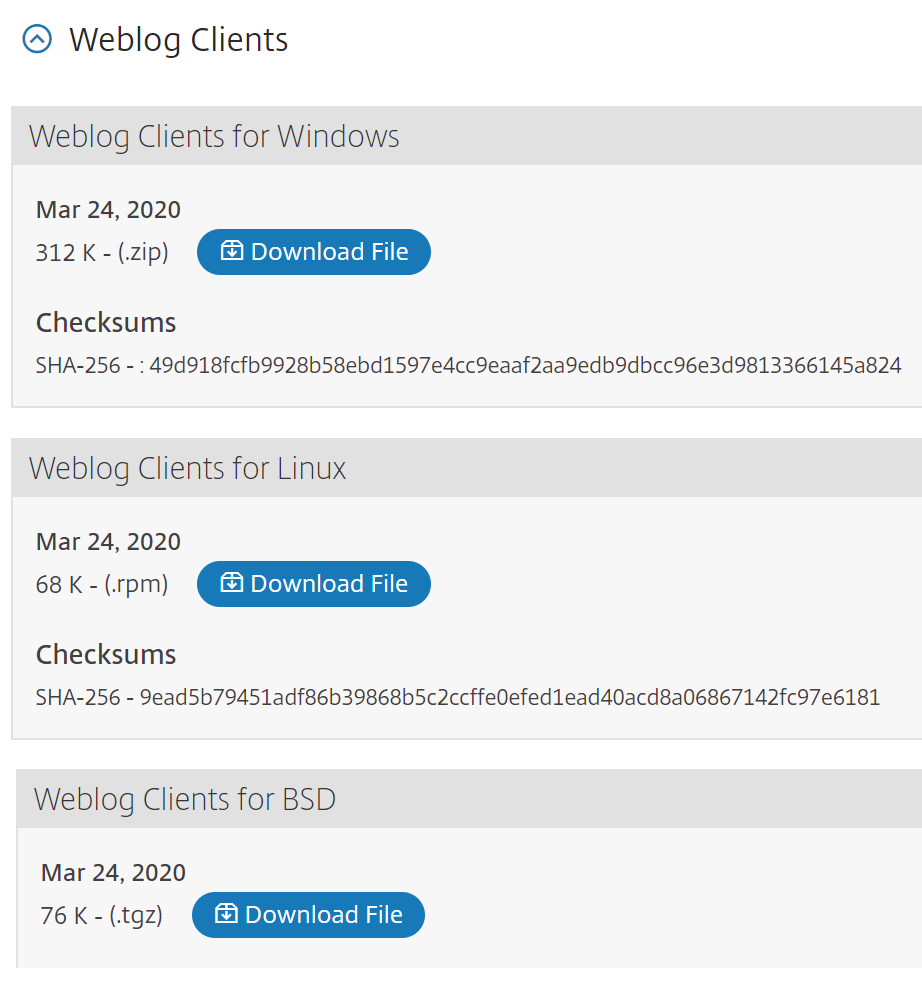 Weblog Clients
Weblog Clients for Windows
Mar 24, 2020
312 K - (.zip) Download File
Checksums
SHA-256 - : 49d918fcfb9928b58ebd1597e4cc9eaaf2aa9edb9dbcc96e3d9813366145a824
Weblog Clients for Linux
Mar 24, 2020
68 K - (.rpm) Download File
Checksums
SHA-256 - 9ead5b79451adf86b39868b5c2ccffe0efed1ead40acd8a06867142fc97e6181
Weblog Clients for BSD
Mar 24, 2020
76 K - (.tgz) Download File